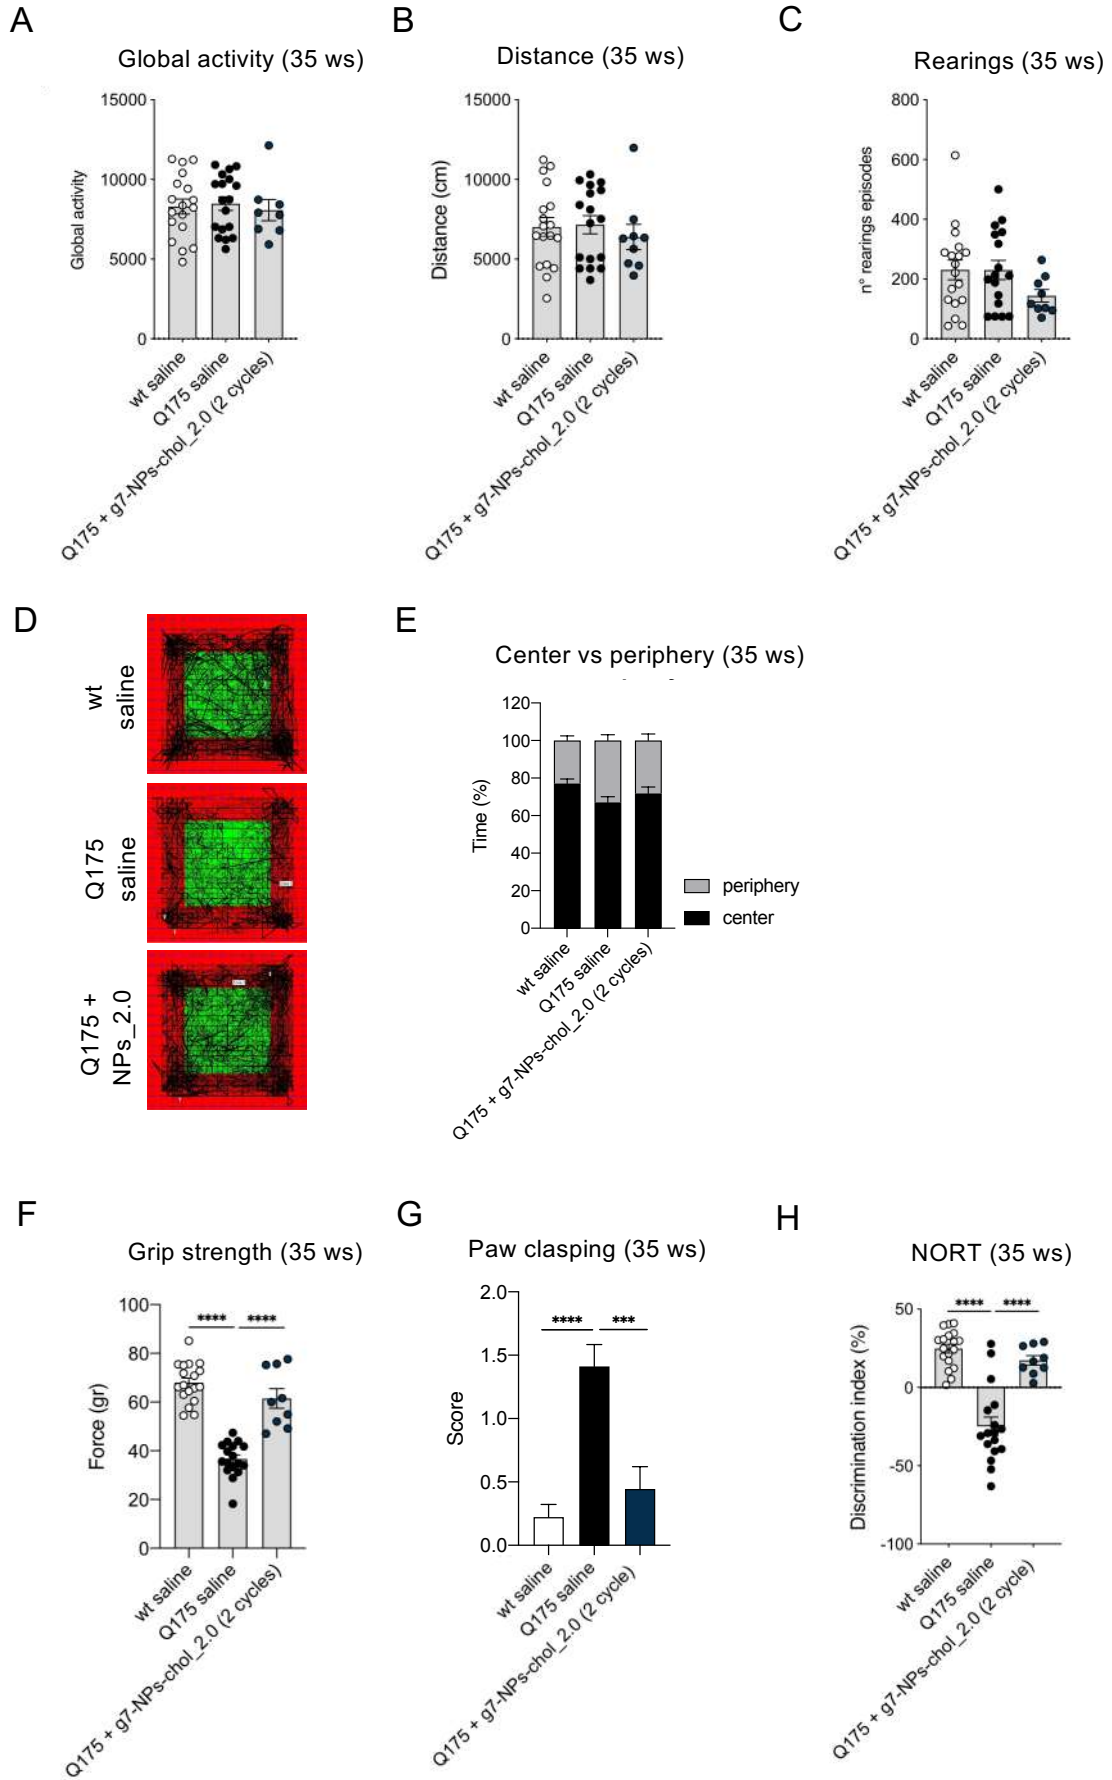 A
Global activity (35 ws)
15000
10000
5000
0
Global activity
wt saline
Q175 saline
Q175 + g7-NPs-chol_2.0 (2 cycles)
B
Distance (35 ws)
15000
10000
5000
0
Distance (cm)
wt saline
Q175 saline
Q175 + g7-NPs-chol_2.0 (2 cycles)
C
Rearings (35 ws)
800
600
400
200
0
n° rearings episodes
wt saline
Q175 saline
Q175 + g7-NPs-chol_2.0 (2 cycles)
D
wt
saline
Q175
saline
Q175 +
NPs_2.0
E
Center vs periphery (35 ws)
120
100
80
60
40
20
0
Time (%)
periphery
center
wt saline
Q175 saline
Q175 + g7-NPs-chol_2.0 (2 cycles)
F
Grip strength (35 ws)
100
80
60
40
20
0
Force (gr)
**** ****
wt saline
Q175 saline
Q175 + g7-NPs-chol_2.0 (2 cycles)
G
Paw clasping (35 ws)
2.0
1.5
1.0
0.5
0.0
Score
**** ***
wt saline
Q175 saline
Q175 + g7-NPs-chol_2.0 (2 cycle)
H
NORT (35 ws)
50
0
-50
-100
Discrimination index (%)
**** ****
wt saline
Q175 saline
Q175 + g7-NPs-chol_2.0 (2 cycle)